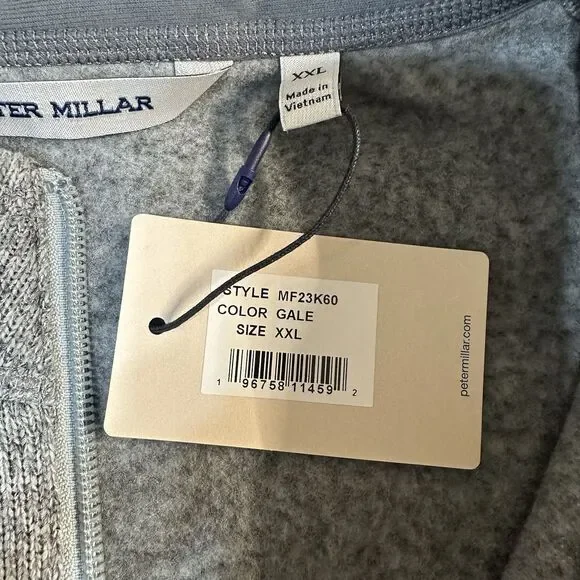 TER MILLAR
XXL
Made in
Vietnam
STYLE MF23K60
COLOR GALE
SIZE XXL
1 96758 11459 2
petermillar.com